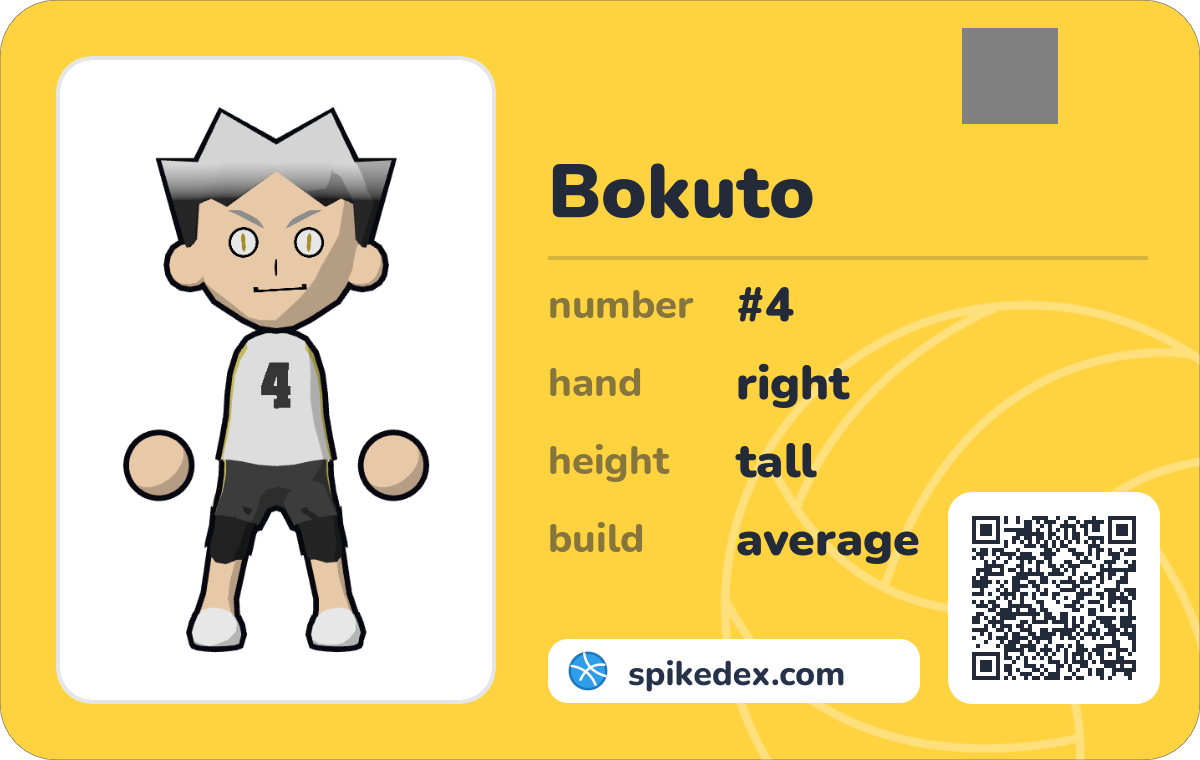 Bokuto
number #4
hand right
height tall
build average
4
spikedex.com